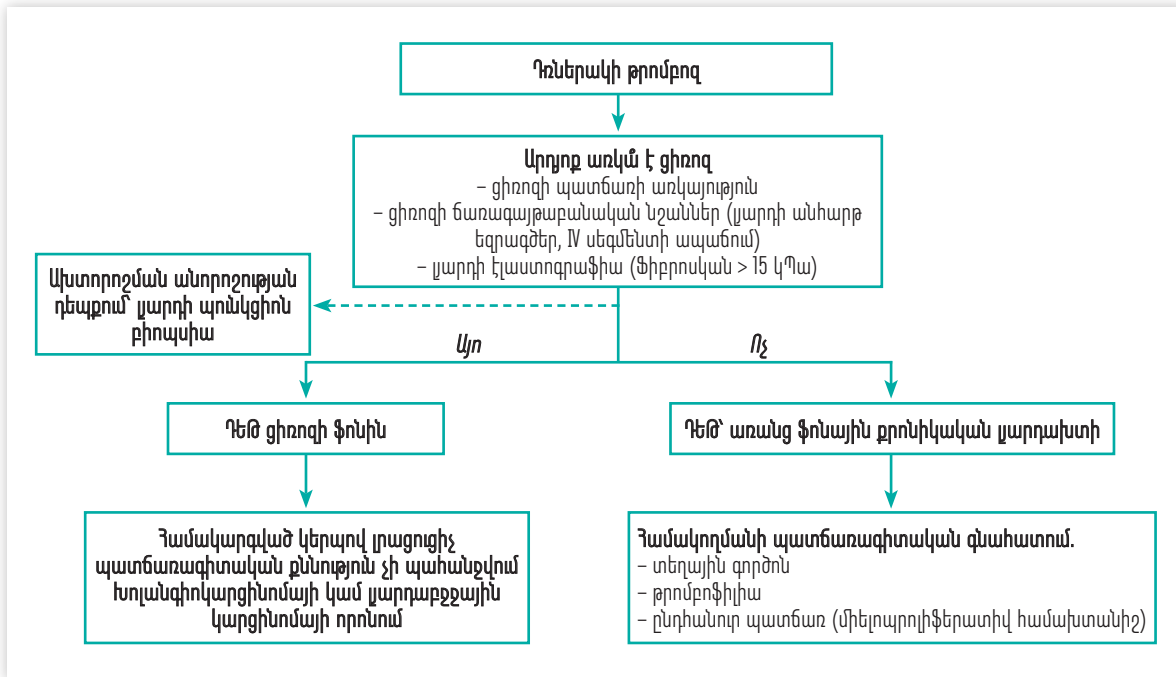 Դռներակի թրոմբոզ
Արդյոք առկա՞ է ցիռոզ
– ցիռոզի պատճառի առկայություն
– ցիռոզի ճառագայթաբանական նշաններ (լյարդի անհարթ
եզրագծեր, IV սեգմենտի ապաճում)
– լյարդի էլաստոգրաֆիա (Ֆիբրոսկան > 15 կՊա)
Ախտորոշման անորոշության
դեպքում՝ լյարդի պունկցիոն
բիոպսիա
Այո
Ոչ
ԴԵԹ ցիռոզի ֆոնին
ԴԵԹ՝ առանց ֆոնային քրոնիկական լյարդախտի
Համակարգված կերպով լրացուցիչ
պատճառագիտական քննություն չի պահանջվում
Խոլանգիոկարցինոմայի կամ լյարդաբջջային
կարցինոմայի որոնում
Համակողմանի պատճառագիտական գնահատում.
– տեղային գործոն
– թրոմբոֆիլիա
– ընդհանուր պատճառ (միելոպրոլիֆերատիվ համախտանիշ)